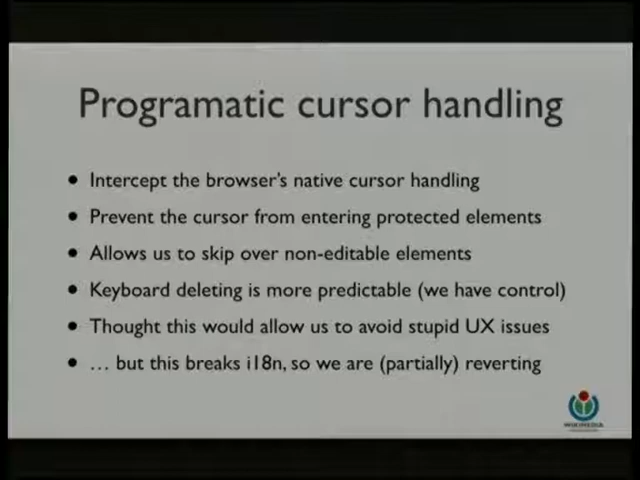 Programatic cursor handling
• Intercept the browser's native cursor handling
• Prevent the cursor from entering protected elements
• Allows us to skip over non-editable elements
• Keyboard deleting is more predictable (we have control)
• Thought this would allow us to avoid stupid UX issues
• … but this breaks i18n, so we are (partially) reverting
WIKIMEDIA